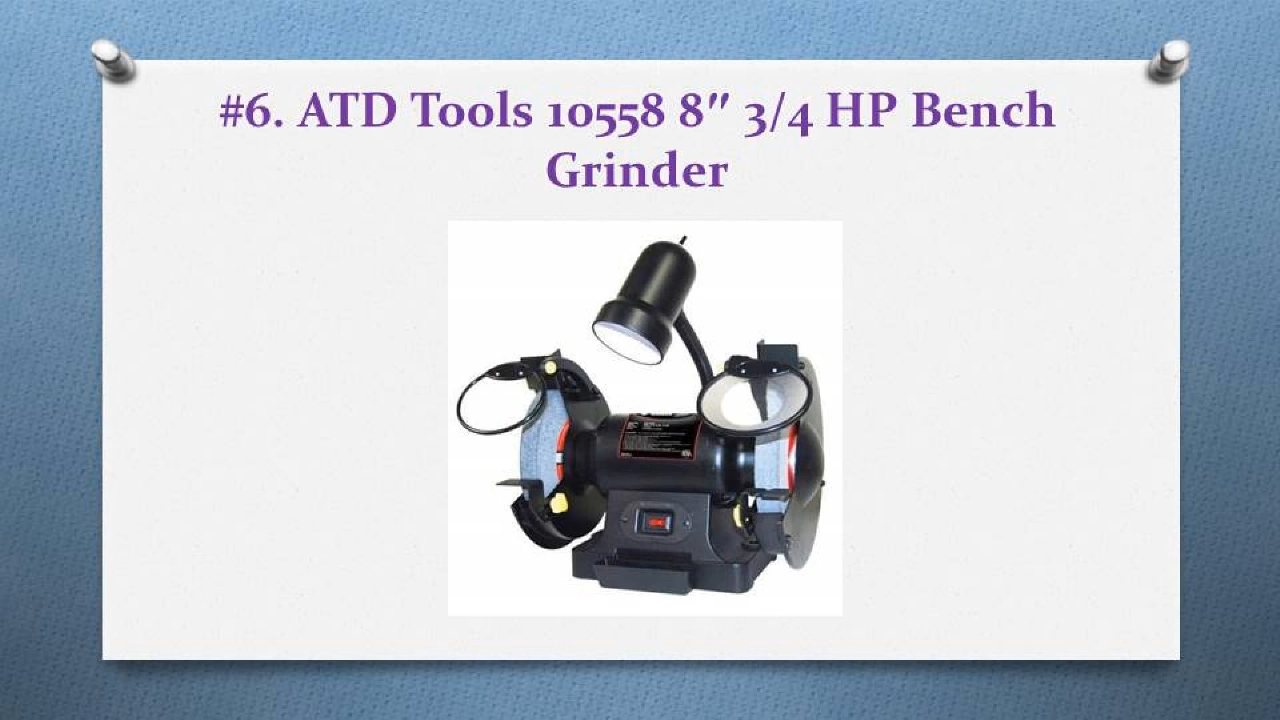 #6. ATD Tools 10558 8″ 3/4 HP Bench
Grinder